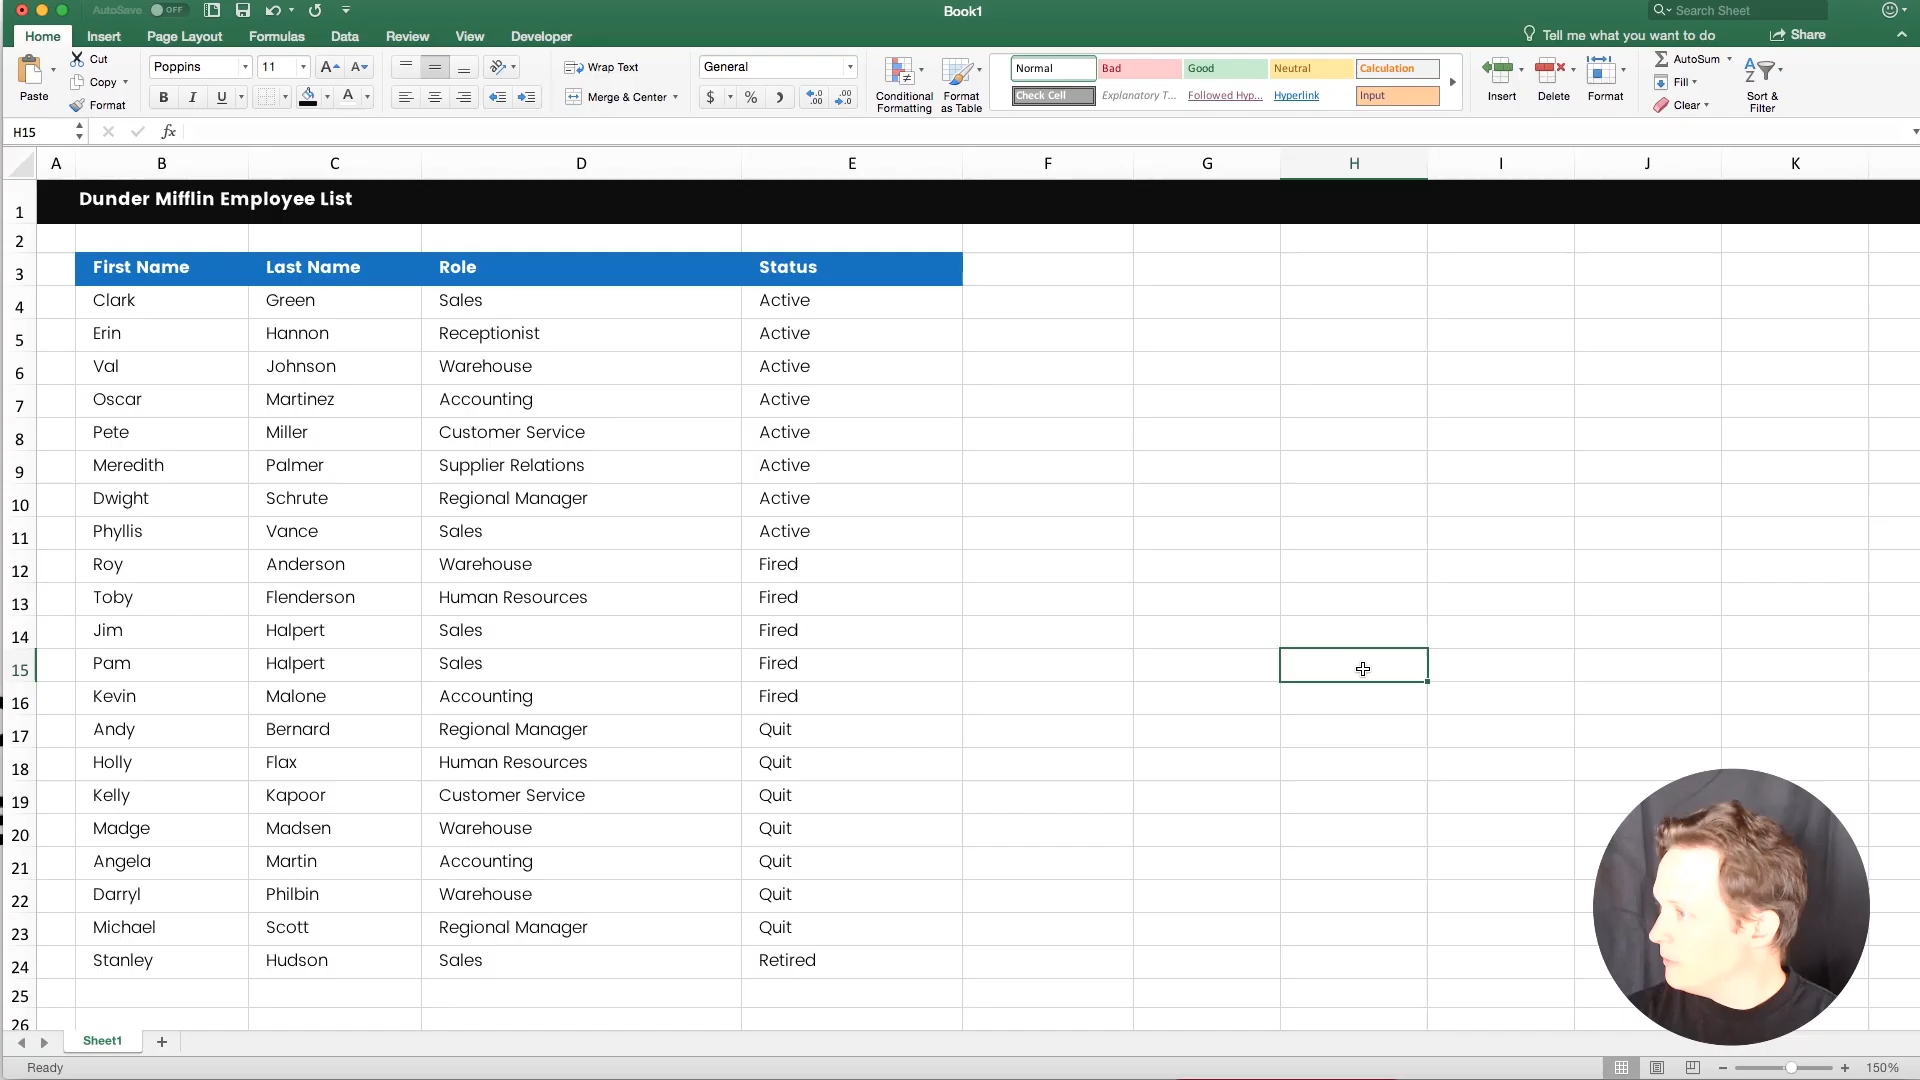 AutoSave OFF Book1 Search Sheet
Home Insert Page Layout Formulas Data Review View Developer Tell me what you want to do Share
Paste Cut Copy Format
Poppins 11 A A
B I U A
Wrap Text
Merge & Center
General
$ % .00 .0
Conditional Formatting
Format as Table
Normal Bad Good Neutral Calculation
Check Cell Explanatory T... Followed Hyp... Hyperlink Input
Insert Delete Format
AutoSum
Fill
Clear
Sort & Filter
H15 fx
A B C D E F G H I J K
1 Dunder Mifflin Employee List
2
3 First Name Last Name Role Status
4 Clark Green Sales Active
5 Erin Hannon Receptionist Active
6 Val Johnson Warehouse Active
7 Oscar Martinez Accounting Active
8 Pete Miller Customer Service Active
9 Meredith Palmer Supplier Relations Active
10 Dwight Schrute Regional Manager Active
11 Phyllis Vance Sales Active
12 Roy Anderson Warehouse Fired
13 Toby Flenderson Human Resources Fired
14 Jim Halpert Sales Fired
15 Pam Halpert Sales Fired
16 Kevin Malone Accounting Fired
17 Andy Bernard Regional Manager Quit
18 Holly Flax Human Resources Quit
19 Kelly Kapoor Customer Service Quit
20 Madge Madsen Warehouse Quit
21 Angela Martin Accounting Quit
22 Darryl Philbin Warehouse Quit
23 Michael Scott Regional Manager Quit
24 Stanley Hudson Sales Retired
25
26
Sheet1
Ready 150%